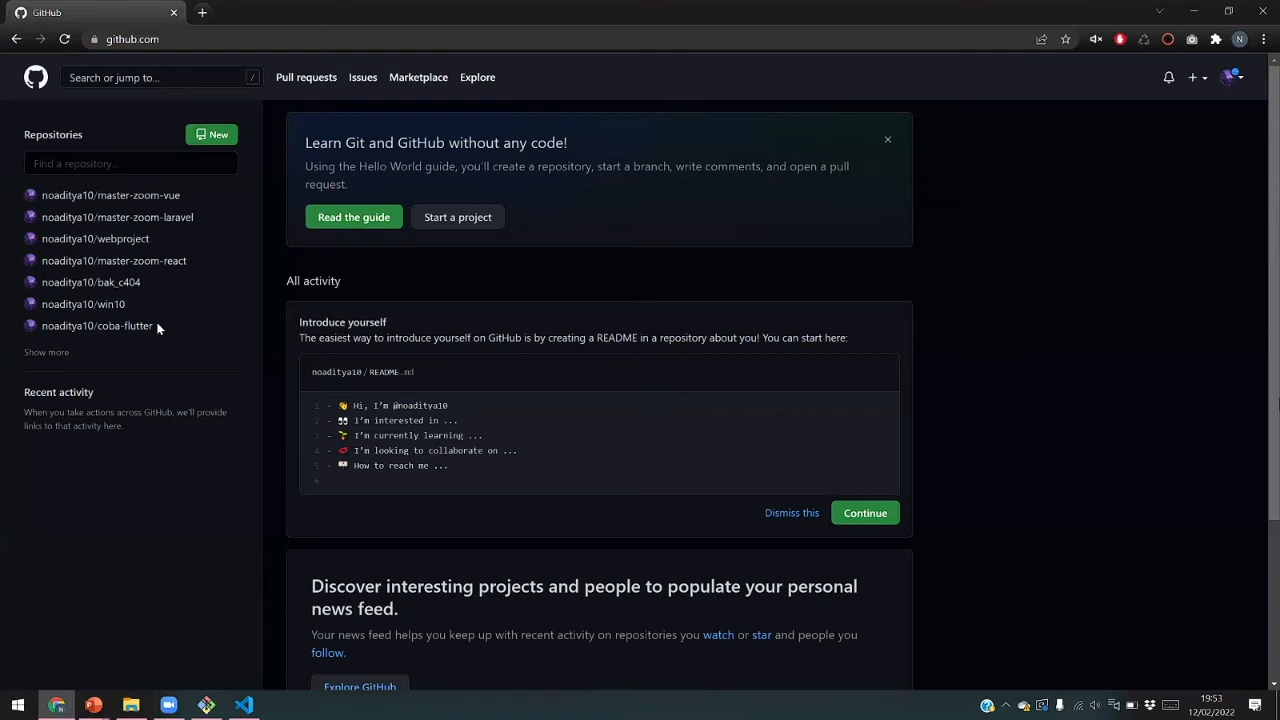 GitHub
github.com
N
Search or jump to...
/
Pull requests
Issues
Marketplace
Explore
Repositories
New
Find a repository...
noaditya10/master-zoom-vue
noaditya10/master-zoom-laravel
noaditya10/webproject
noaditya10/master-zoom-react
noaditya10/bak_c404
noaditya10/win10
noaditya10/coba-flutter
Show more
Recent activity
When you take actions across GitHub, we'll provide
links to that activity here.
Learn Git and GitHub without any code!
Using the Hello World guide, you'll create a repository, start a branch, write comments, and open a pull
request.
Read the guide
Start a project
All activity
Introduce yourself
The easiest way to introduce yourself on GitHub is by creating a README in a repository about you! You can start here:
noaditya10 / README.md
1 - 👋 Hi, I'm @noaditya10
2 - 👀 I'm interested in ...
3 - 🌱 I'm currently learning ...
4 - 💞️ I'm looking to collaborate on ...
5 - 📫 How to reach me ...
6
Dismiss this
Continue
Discover interesting projects and people to populate your personal
news feed.
Your news feed helps you keep up with recent activity on repositories you watch or star and people you
follow.
Explore GitHub
19:53
12/02/2022